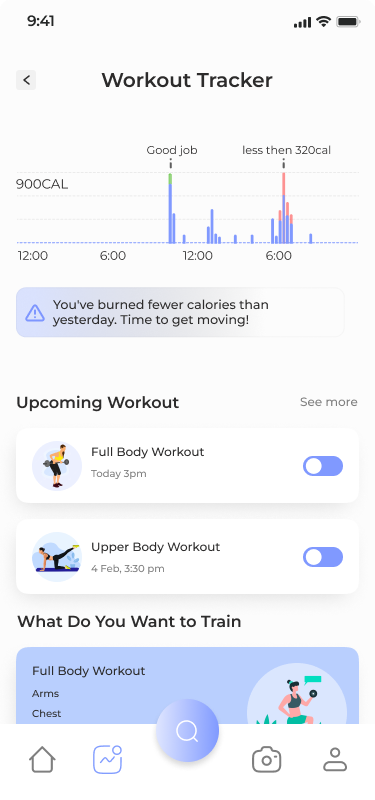 9:41
Workout Tracker
Good job
less then 320cal
900CAL
12:00
6:00
12:00
6:00
You've burned fewer calories than
yesterday. Time to get moving!
Upcoming Workout
See more
Full Body Workout
Today 3pm
Upper Body Workout
4 Feb, 3:30 pm
What Do You Want to Train
Full Body Workout
Arms
Chest